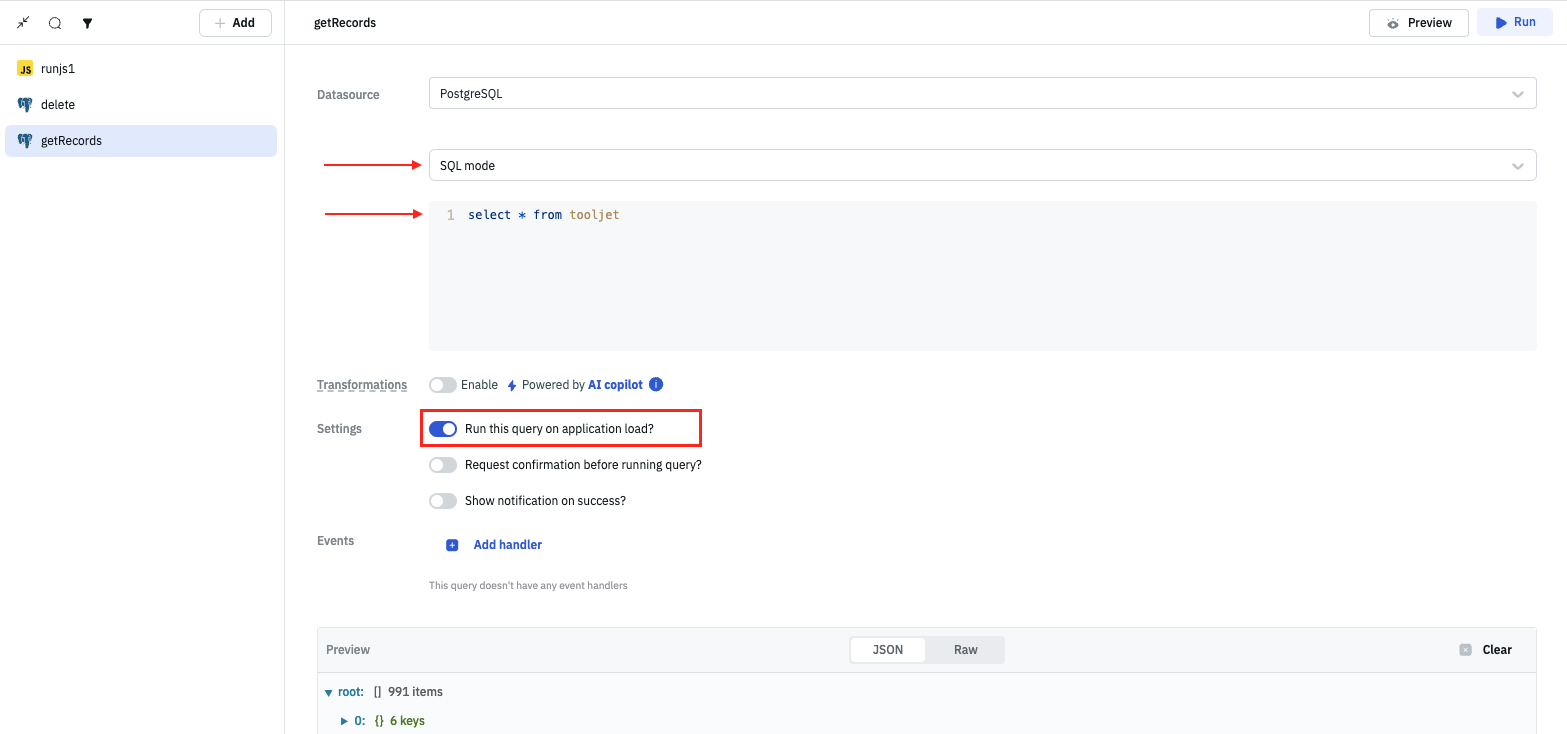 Add
getRecords
Preview
Run
JS runjs1
delete
getRecords
Datasource
PostgreSQL
SQL mode
1 select * from tooljet
Transformations
Enable
Powered by AI copilot i
Settings
Run this query on application load?
Request confirmation before running query?
Show notification on success?
Events
+ Add handler
This query doesn't have any event handlers
Preview
JSON
Raw
Clear
root: [] 991 items
0: {} 6 keys